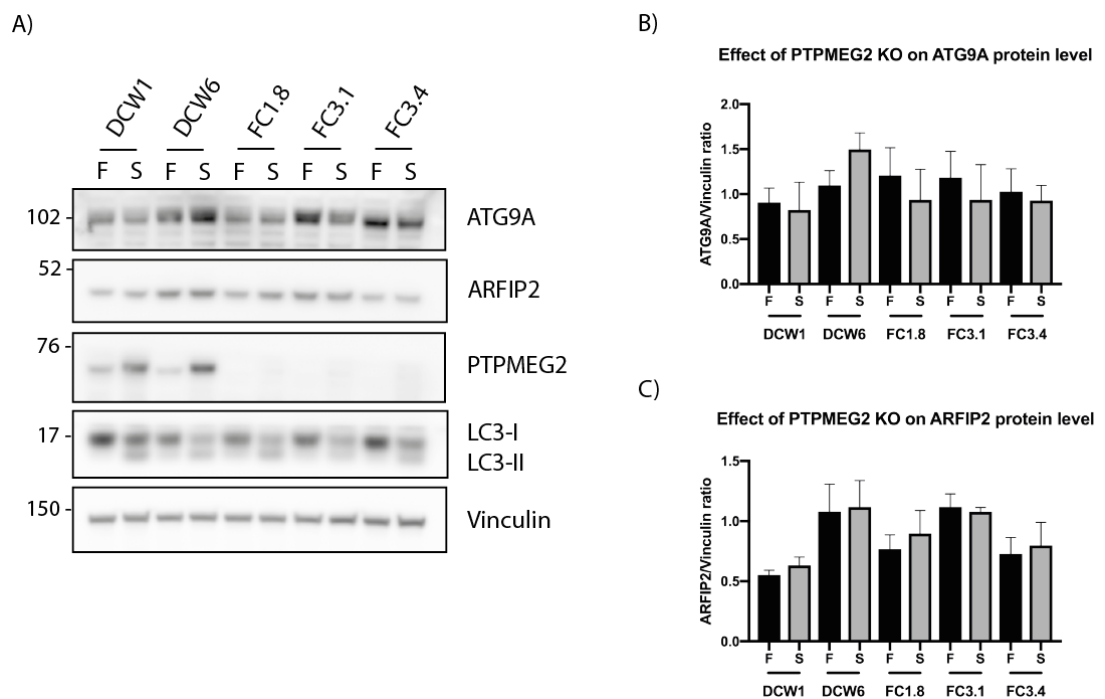 A)
DCW1 DCW6 FC1.8 FC3.1 FC3.4
F S F S F S F S F S
102 - ATG9A
52 -
ARFIP2
76 -
PTPMEG2
17 - LC3-I
LC3-II
150 - Vinculin
B)
Effect of PTPMEG2 KO on ATG9A protein level
ATG9A/Vinculin ratio
2.0
1.5
1.0
0.5
0.0
F S F S F S F S F S
DCW1 DCW6 FC1.8 FC3.1 FC3.4
C)
Effect of PTPMEG2 KO on ARFIP2 protein level
ARFIP2/Vinculin ratio
1.5
1.0
0.5
0.0
F S F S F S F S F S
DCW1 DCW6 FC1.8 FC3.1 FC3.4